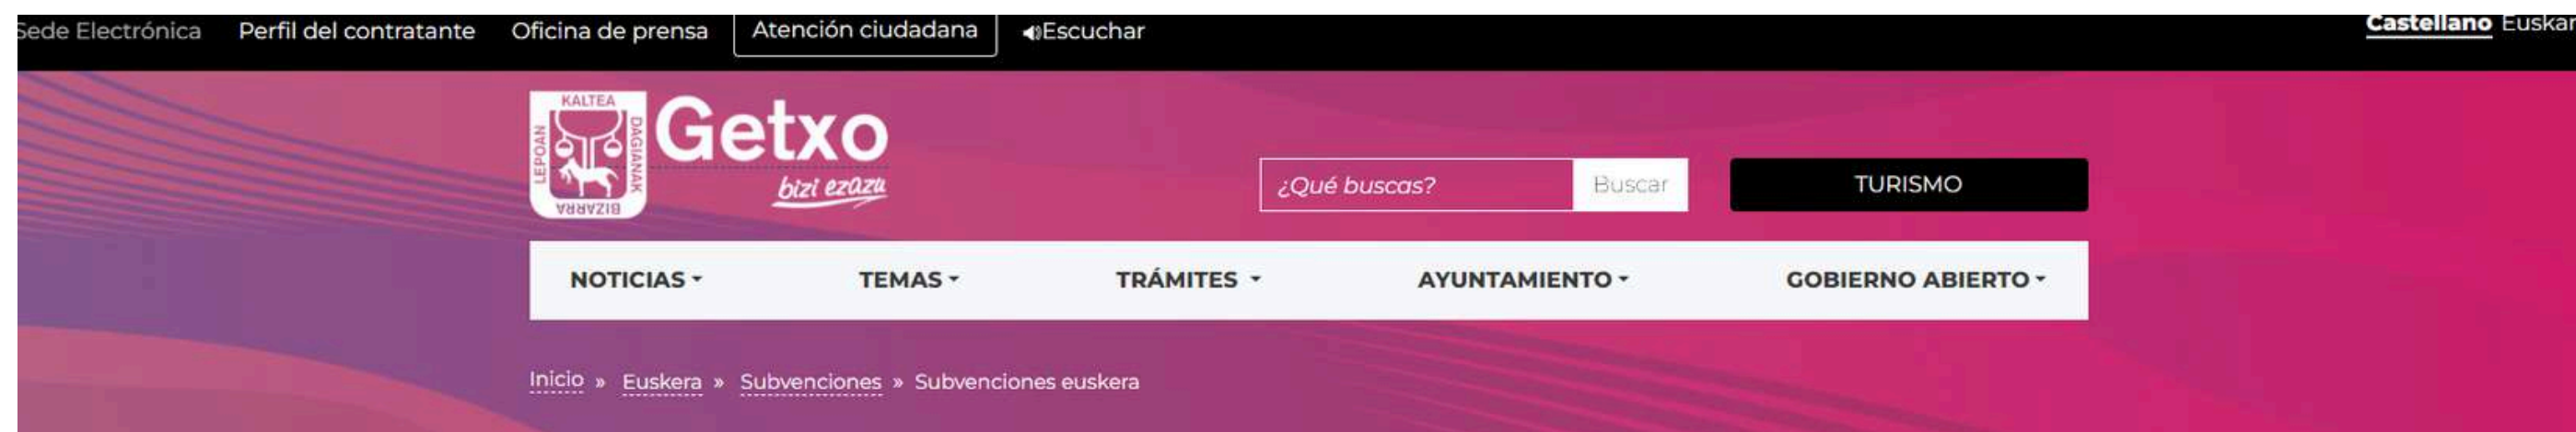 Sede Electrónica Perfil del contratante Oficina de prensa Atención ciudadana Escuchar Castellano Euskar
KALTEA
LEPOAN
DAGIANAK
BIZARRA
Getxo
bizi ezazu
¿Qué buscas? Buscar TURISMO
NOTICIAS TEMAS TRÁMITES AYUNTAMIENTO GOBIERNO ABIERTO
Inicio » Euskera » Subvenciones » Subvenciones euskera